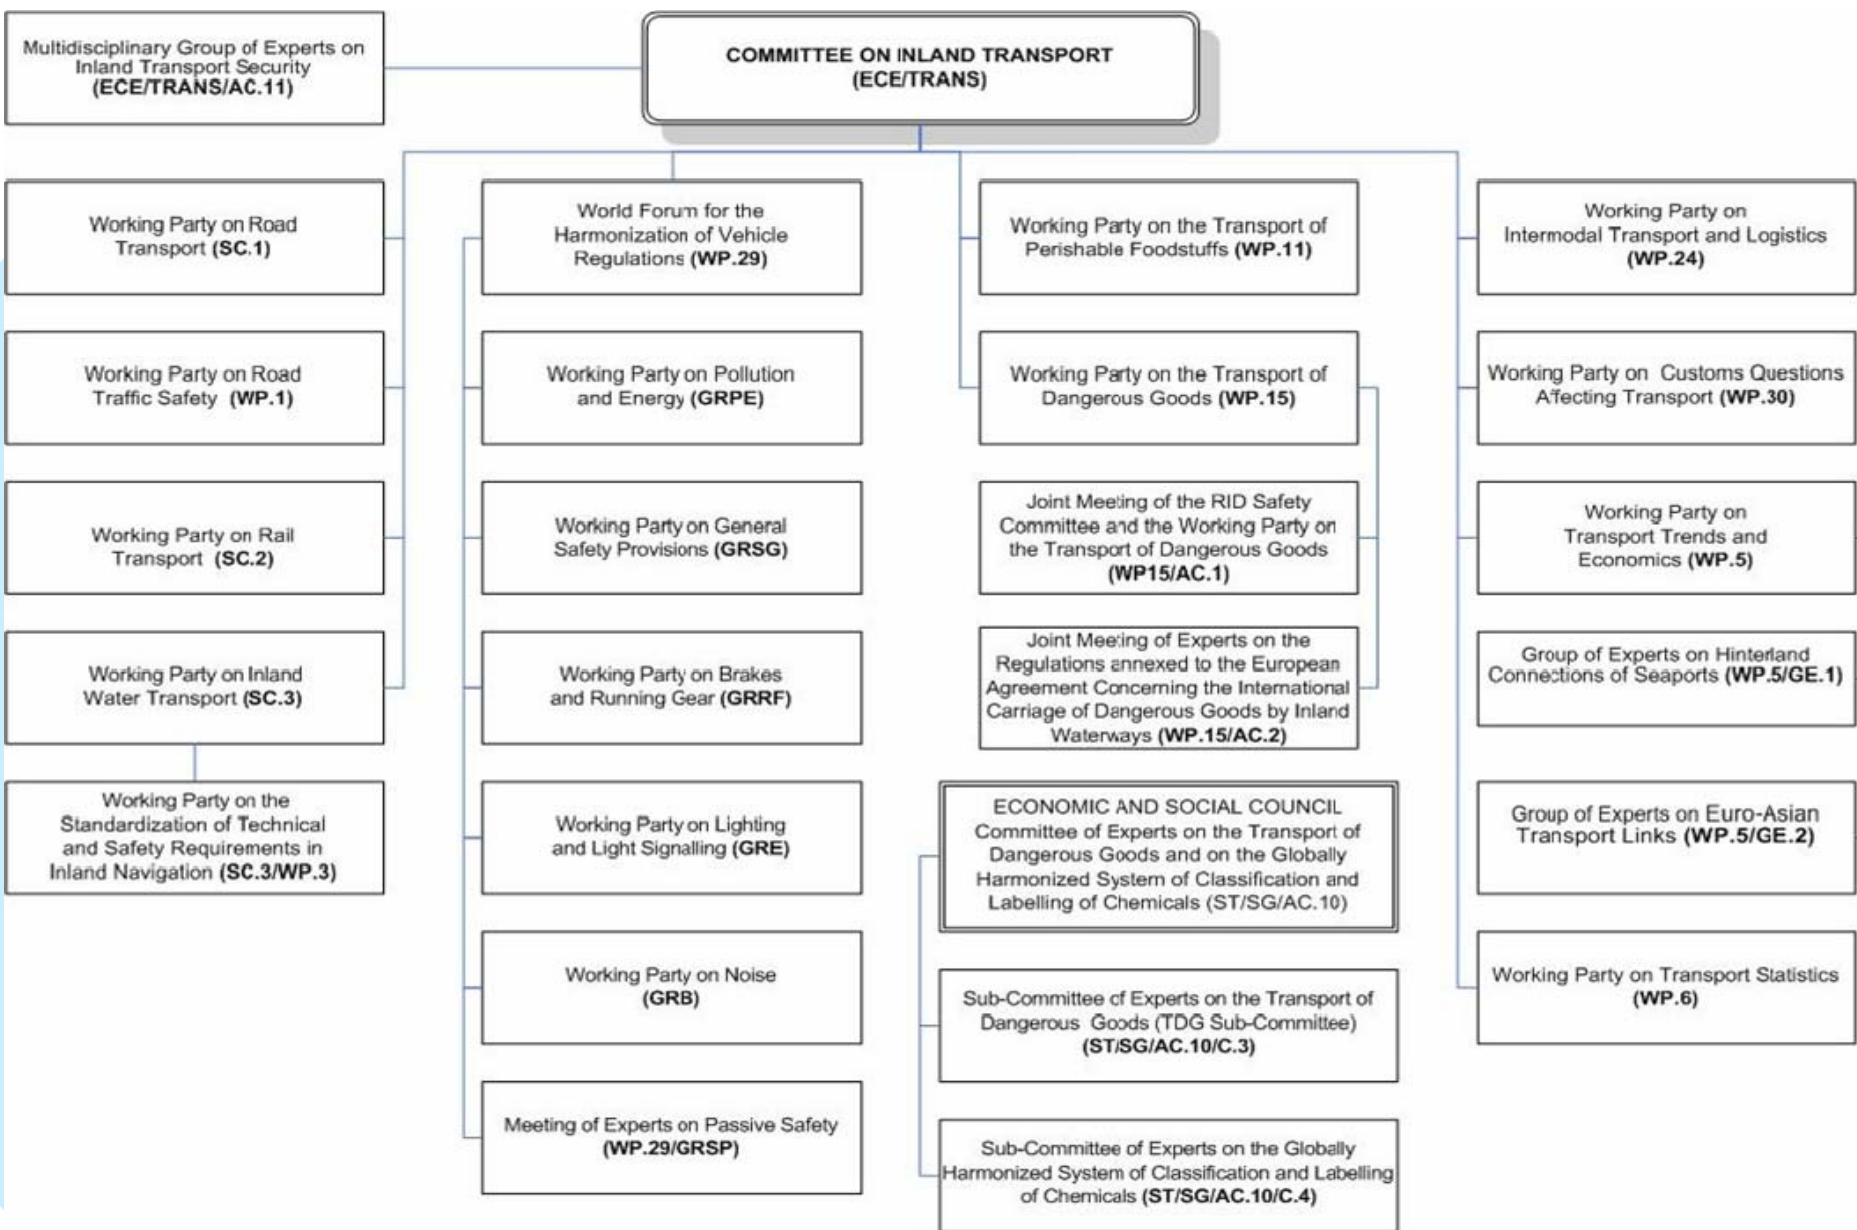 Multidisciplinary Group of Experts on
Inland Transport Security
(ECE/TRANS/AC.11)
COMMITTEE ON INLAND TRANSPORT
(ECE/TRANS)
Working Party on Road
Transport (SC.1)
Working Party on Road
Traffic Safety (WP.1)
Working Party on Rail
Transport (SC.2)
Working Party on Inland
Water Transport (SC.3)
Working Party on the
Standardization of Technical
and Safety Requirements in
Inland Navigation (SC.3/WP.3)
World Forum for the
Harmonization of Vehicle
Regulations (WP.29)
Working Party on Pollution
and Energy (GRPE)
Working Party on General
Safety Provisions (GRSG)
Working Party on Brakes
and Running Gear (GRRF)
Working Party on Lighting
and Light Signalling (GRE)
Working Party on Noise
(GRB)
Meeting of Experts on Passive Safety
(WP.29/GRSP)
Working Party on the Transport of
Perishable Foodstuffs (WP.11)
Working Party on the Transport of
Dangerous Goods (WP.15)
Joint Meeting of the RID Safety
Committee and the Working Party on
the Transport of Dangerous Goods
(WP15/AC.1)
Joint Meeting of Experts on the
Regulations annexed to the European
Agreement Concerning the International
Carriage of Dangerous Goods by Inland
Waterways (WP.15/AC.2)
ECONOMIC AND SOCIAL COUNCIL
Committee of Experts on the Transport of
Dangerous Goods and on the Globally
Harmonized System of Classification and
Labelling of Chemicals (ST/SG/AC.10)
Sub-Committee of Experts on the Transport of
Dangerous Goods (TDG Sub-Committee)
(ST/SG/AC.10/C.3)
Sub-Committee of Experts on the Globally
Harmonized System of Classification and Labelling
of Chemicals (ST/SG/AC.10/C.4)
Working Party on
Intermodal Transport and Logistics
(WP.24)
Working Party on Customs Questions
Affecting Transport (WP.30)
Working Party on
Transport Trends and
Economics (WP.5)
Group of Experts on Hinterland
Connections of Seaports (WP.5/GE.1)
Group of Experts on Euro-Asian
Transport Links (WP.5/GE.2)
Working Party on Transport Statistics
(WP.6)